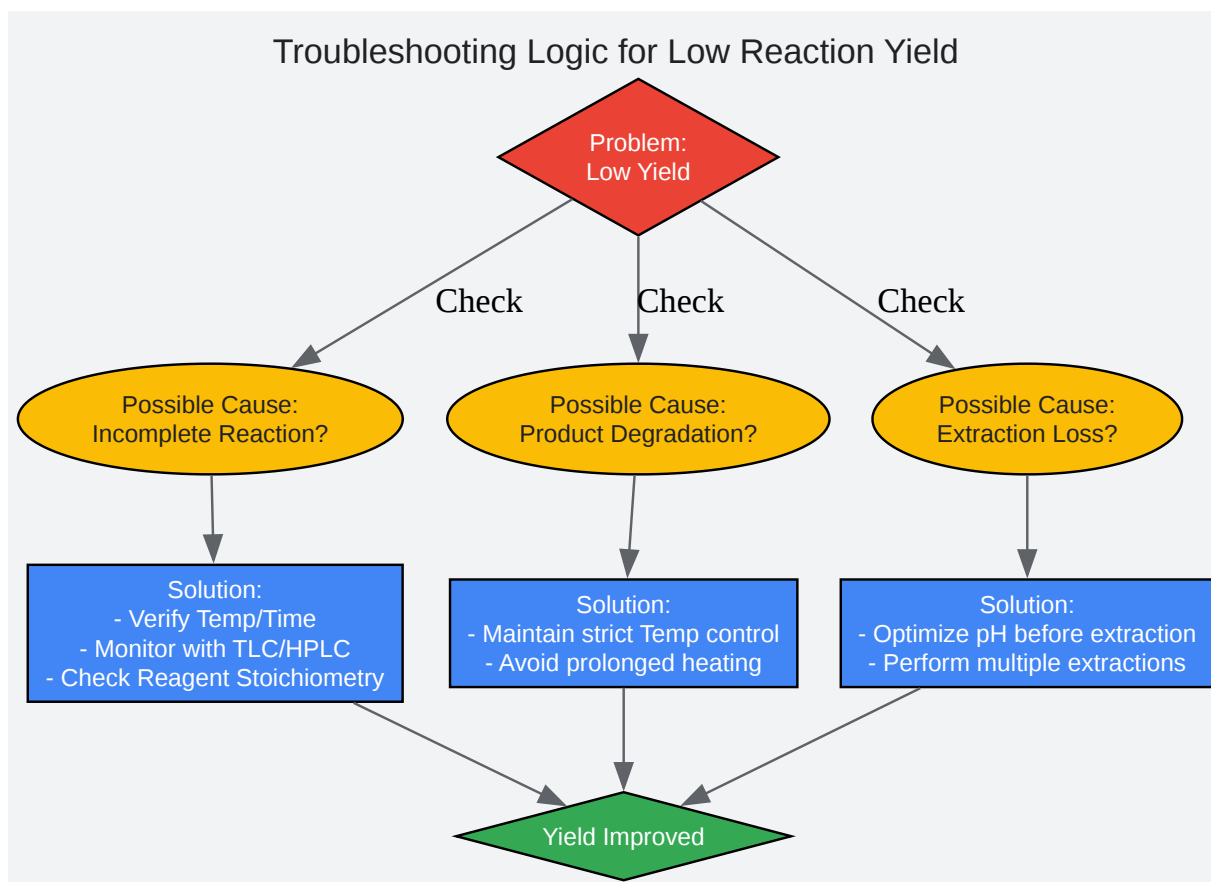 Troubleshooting Logic for Low Reaction Yield
Problem:
Low Yield
Check
Check
Check
Possible Cause:
Incomplete Reaction?
Possible Cause:
Product Degradation?
Possible Cause:
Extraction Loss?
Solution:
- Verify Temp/Time
- Monitor with TLC/HPLC
- Check Reagent Stoichiometry
Solution:
- Maintain strict Temp control
- Avoid prolonged heating
Solution:
- Optimize pH before extraction
- Perform multiple extractions
Yield Improved